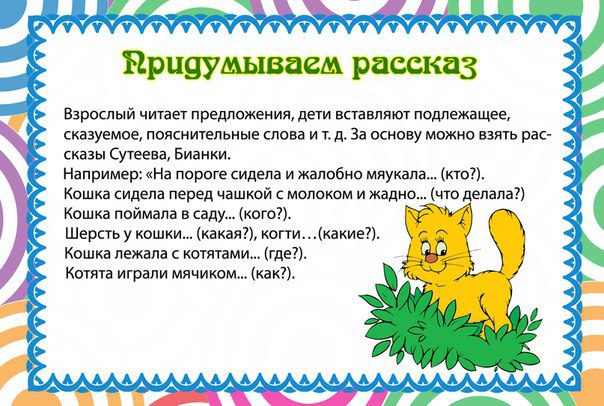 Придумываем рассказ
Взрослый читает предложения, дети вставляют подлежащее,
сказуемое, пояснительные слова и т. д. За основу можно взять рас-
сказы Сутеева, Бианки.
Например: «На пороге сидела и жалобно мяукала... (кто?).
Кошка сидела перед чашкой с молоком и жадно... (что делала?)
Кошка поймала в саду... (кого?).
Шерсть у кошки... (какая?), когти…(какие?).
Кошка лежала с котятами... (где?).
Котята играли мячиком... (как?).